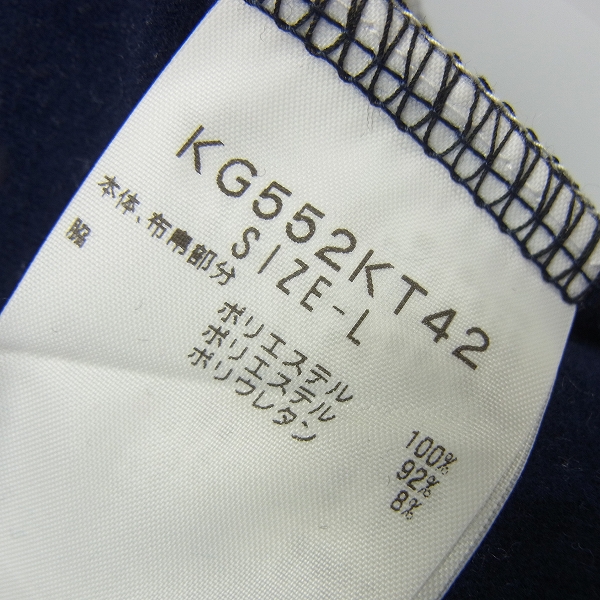 KG552KT42
SIZE-L
本体、布帛部分 ポリエステル 100%
脇 ポリエステル 92%
ポリウレタン 8%